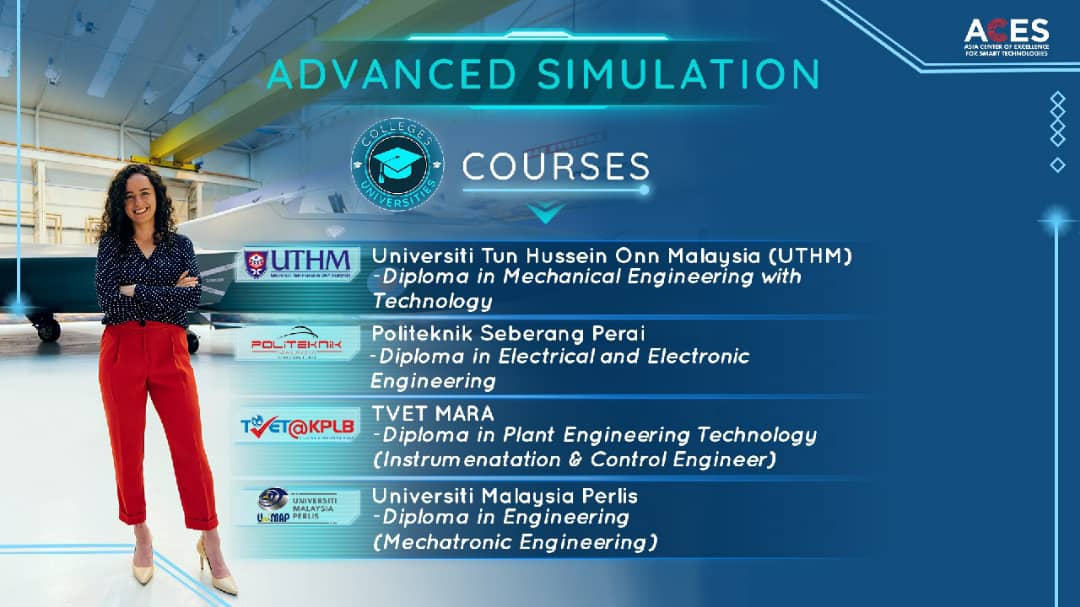 ACES
ASIA CENTER OF EXCELLENCE
FOR SMART TECHNOLOGIES
ADVANCED SIMULATION
COLLEGES
UNIVERSITIES
COURSES
UTHM
Universiti Tun Hussein Onn Malaysia (UTHM)
-Diploma in Mechanical Engineering with
Technology
POLITEKNIK
MALAYSIA
Politeknik Seberang Perai
-Diploma in Electrical and Electronic
Engineering
TVET@KPLB
TVET MARA
-Diploma in Plant Engineering Technology
(Instrumenatation & Control Engineer)
UniMAP
UNIVERSITI
MALAYSIA
PERLIS
Universiti Malaysia Perlis
-Diploma in Engineering
(Mechatronic Engineering)